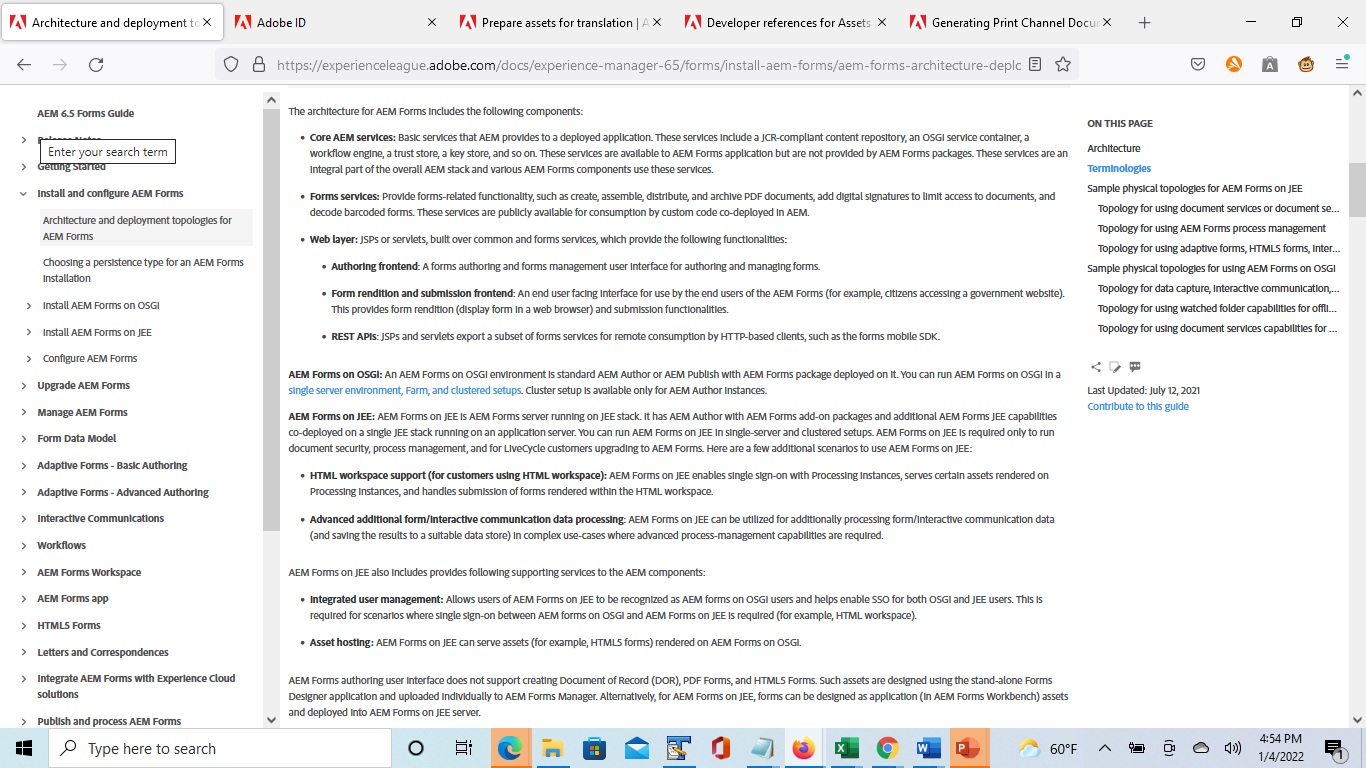 Architecture and deployment to
Adobe ID
Prepare assets for translation | A
Developer references for Assets
Generating Print Channel Docu
https://experienceleague.adobe.com/docs/experience-manager-65/forms/install-aem-forms/aem-forms-architecture-deplc
AEM 6.5 Forms Guide
Release Notes
Enter your search term
Getting Started
Install and configure AEM Forms
Architecture and deployment topologies for
AEM Forms
Choosing a persistence type for an AEM Forms
Installation
Install AEM Forms on OSGi
Install AEM Forms on JEE
Configure AEM Forms
Upgrade AEM Forms
Manage AEM Forms
Form Data Model
Adaptive Forms - Basic Authoring
Adaptive Forms - Advanced Authoring
Interactive Communications
Workflows
AEM Forms Workspace
AEM Forms app
HTML5 Forms
Letters and Correspondences
Integrate AEM Forms with Experience Cloud
solutions
Publish and process AEM Forms
The architecture for AEM Forms includes the following components:
• Core AEM services: Basic services that AEM provides to a deployed application. These services include a JCR-compliant content repository, an OSGI service container, a
workflow engine, a trust store, a key store, and so on. These services are available to AEM Forms application but are not provided by AEM Forms packages. These services are an
integral part of the overall AEM stack and various AEM Forms components use these services.
• Forms services: Provide forms-related functionality, such as create, assemble, distribute, and archive PDF documents, add digital signatures to limit access to documents, and
decode barcoded forms. These services are publicly available for consumption by custom code co-deployed in AEM.
• Web layer: JSPs or servlets, built over common and forms services, which provide the following functionalities:
• Authoring frontend: A forms authoring and forms management user interface for authoring and managing forms.
• Form rendition and submission frontend: An end user facing interface for use by the end users of the AEM Forms (for example, citizens accessing a government website).
This provides form rendition (display form in a web browser) and submission functionalities.
• REST APIs: JSPs and servlets export a subset of forms services for remote consumption by HTTP-based clients, such as the forms mobile SDK.
AEM Forms on OSGi: An AEM Forms on OSGi environment is standard AEM Author or AEM Publish with AEM Forms package deployed on it. You can run AEM Forms on OSGi in a
single server environment, Farm, and clustered setups. Cluster setup is available only for AEM Author instances.
AEM Forms on JEE: AEM Forms on JEE is AEM Forms server running on JEE stack. It has AEM Author with AEM Forms add-on packages and additional AEM Forms JEE capabilities
co-deployed on a single JEE stack running on an application server. You can run AEM Forms on JEE in single-server and clustered setups. AEM Forms on JEE is required only to run
document security, process management, and for LiveCycle customers upgrading to AEM Forms. Here are a few additional scenarios to use AEM Forms on JEE:
• HTML workspace support (for customers using HTML workspace): AEM Forms on JEE enables single sign-on with Processing instances, serves certain assets rendered on
Processing instances, and handles submission of forms rendered within the HTML workspace.
• Advanced additional form/interactive communication data processing: AEM Forms on JEE can be utilized for additionally processing form/interactive communication data
(and saving the results to a suitable data store) in complex use-cases where advanced process-management capabilities are required.
AEM Forms on JEE also includes provides following supporting services to the AEM components:
• Integrated user management: Allows users of AEM Forms on JEE to be recognized as AEM forms on OSGi users and helps enable SSO for both OSGi and JEE users. This is
required for scenarios where single sign-on between AEM forms on OSGi and AEM Forms on JEE is required (for example, HTML workspace).
• Asset hosting: AEM Forms on JEE can serve assets (for example, HTML5 forms) rendered on AEM Forms on OSGi.
AEM Forms authoring user interface does not support creating Document of Record (DOR), PDF Forms, and HTML5 Forms. Such assets are designed using the stand-alone Forms
Designer application and uploaded individually to AEM Forms Manager. Alternatively, for AEM Forms on JEE, forms can be designed as application (in AEM Forms Workbench) assets
and deployed into AEM Forms on JEE server.
ON THIS PAGE
Architecture
Terminologies
Sample physical topologies for AEM Forms on JEE
Topology for using document services or document se...
Topology for using AEM Forms process management
Topology for using adaptive forms, HTML5 forms, Inter...
Sample physical topologies for using AEM Forms on OSGi
Topology for data capture, interactive communication,...
Topology for using watched folder capabilities for offli...
Topology for using document services capabilities for ...
Last Updated: July 12, 2021
Contribute to this guide
Type here to search
60°F
4:54 PM
1/4/2022
1